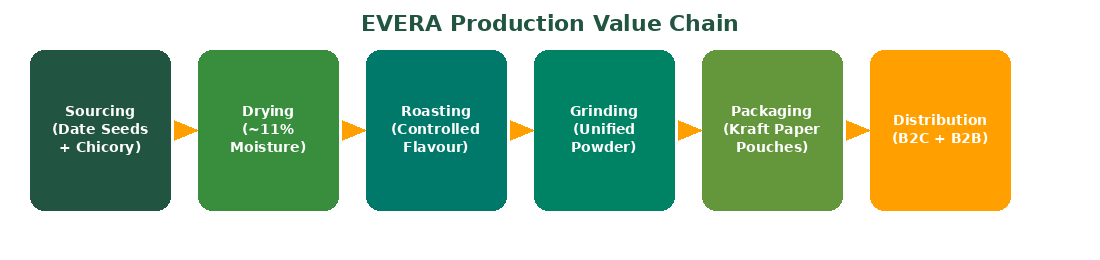 EVERA Production Value Chain
Sourcing
(Date Seeds
+ Chicory)
Drying
(~11%
Moisture)
Roasting
(Controlled
Flavour)
Grinding
(Unified
Powder)
Packaging
(Kraft Paper
Pouches)
Distribution
(B2C + B2B)